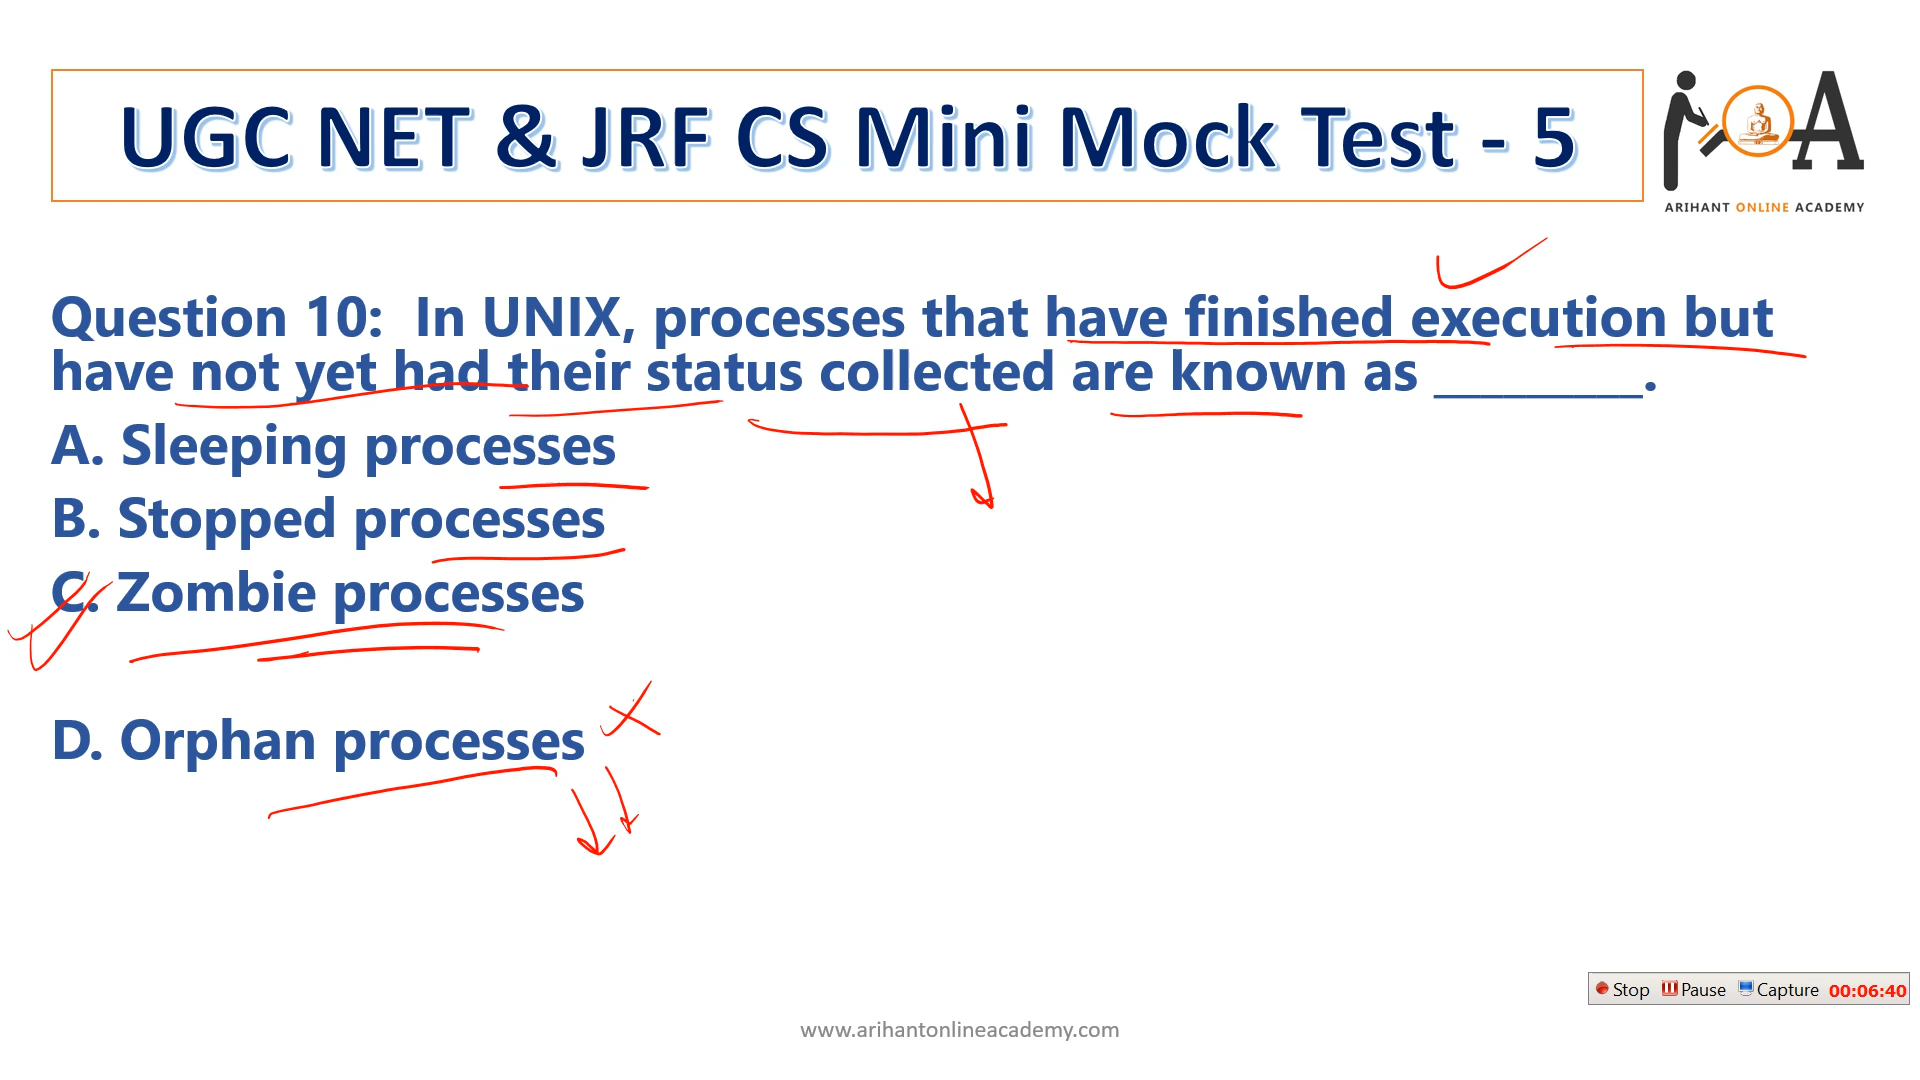 UGC NET & JRF CS Mini Mock Test - 5
ARIHANT ONLINE ACADEMY
Question 10: In UNIX, processes that have finished execution but
have not yet had their status collected are known as _________.
A. Sleeping processes
B. Stopped processes
C. Zombie processes
D. Orphan processes
Stop Pause Capture 00:06:40
www.arihantonlineacademy.com